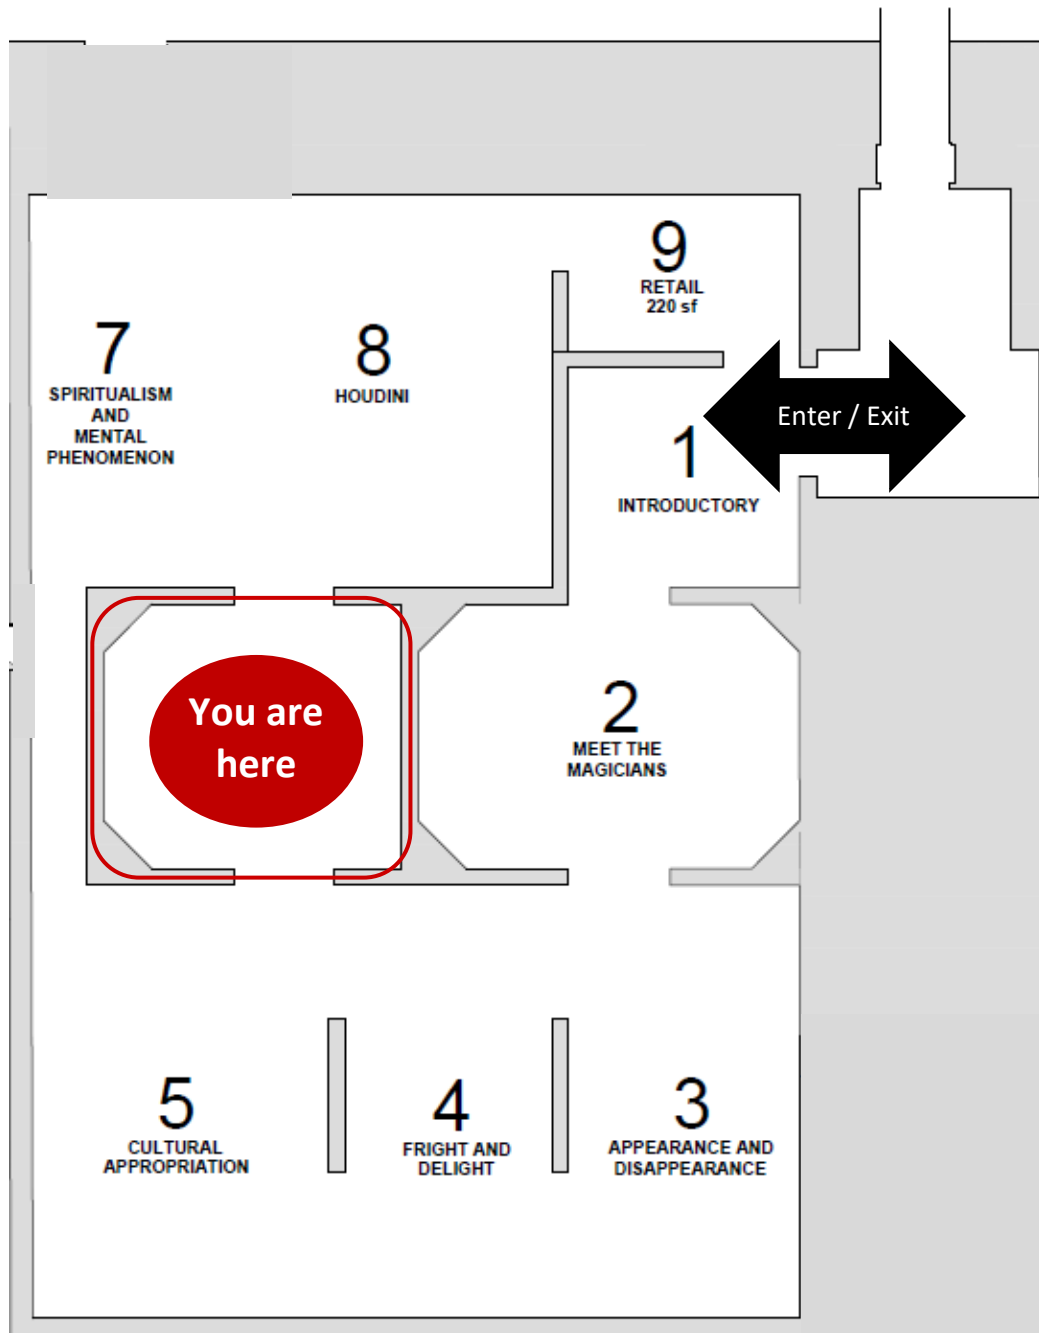 9
RETAIL
220 sf
7
SPIRITUALISM
AND
MENTAL
PHENOMENON
8
HOUDINI
Enter / Exit
1
INTRODUCTORY
You are
here
2
MEET THE
MAGICIANS
5
CULTURAL
APPROPRIATION
4
FRIGHT AND
DELIGHT
3
APPEARANCE AND
DISAPPEARANCE